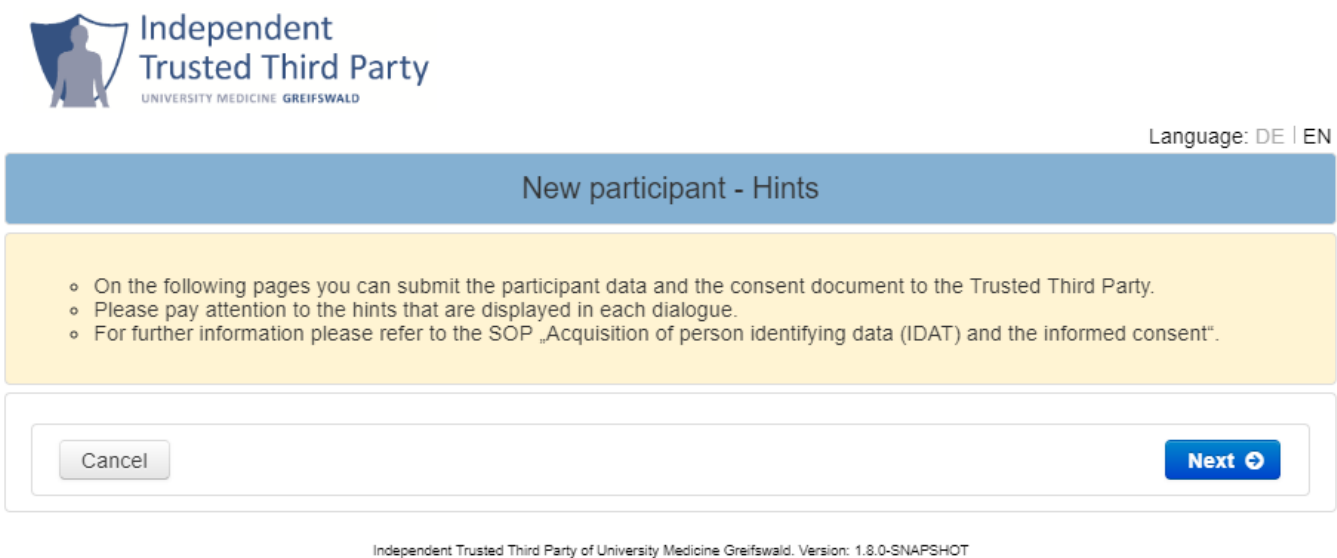 Independent
Trusted Third Party
UNIVERSITY MEDICINE GREIFSWALD
Language: DE | EN
New participant - Hints
On the following pages you can submit the participant data and the consent document to the Trusted Third Party.
Please pay attention to the hints that are displayed in each dialogue.
For further information please refer to the SOP „Acquisition of person identifying data (IDAT) and the informed consent“.
Cancel
Next
Independent Trusted Third Party of University Medicine Greifswald. Version: 1.8.0-SNAPSHOT